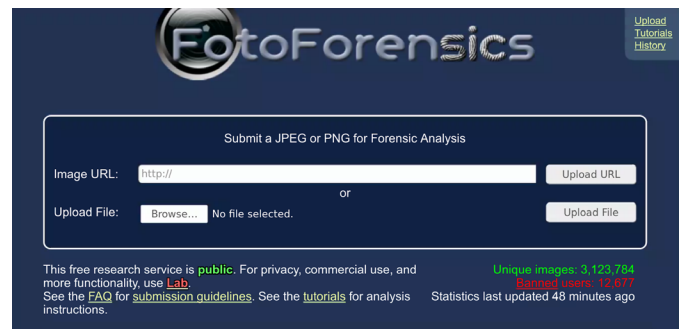 FotoForensics
Upload
Tutorials
History
Submit a JPEG or PNG for Forensic Analysis
Image URL: http:// Upload URL
or
Upload File: Browse... No file selected. Upload File
This free research service is public. For privacy, commercial use, and
more functionality, use Lab.
See the FAQ for submission guidelines. See the tutorials for analysis
instructions.
Unique images: 3,123,784
Banned users: 12,677
Statistics last updated 48 minutes ago